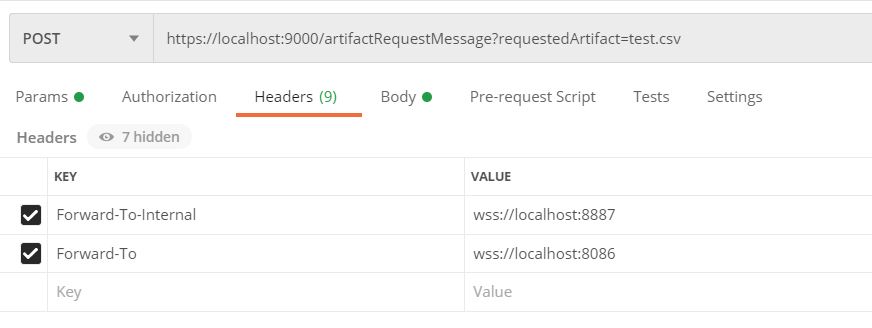 POST https://localhost:9000/artifactRequestMessage?requestedArtifact=test.csv
Params Authorization Headers (9) Body Pre-request Script Tests Settings
Headers 7 hidden
KEY VALUE
Forward-To-Internal wss://localhost:8887
Forward-To wss://localhost:8086
Key Value